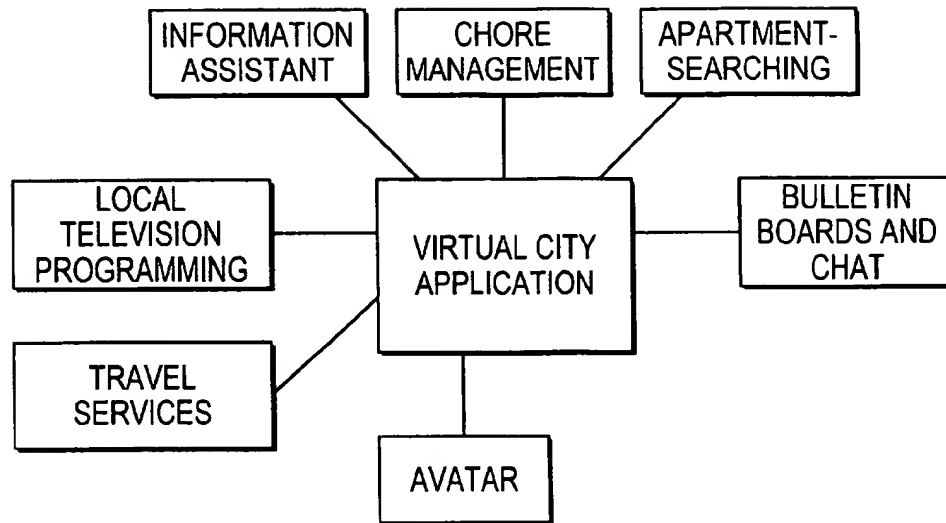 INFORMATION
ASSISTANT
CHORE
MANAGEMENT
APARTMENT-
SEARCHING
LOCAL
TELEVISION
PROGRAMMING
VIRTUAL CITY
APPLICATION
BULLETIN
BOARDS AND
CHAT
TRAVEL
SERVICES
AVATAR